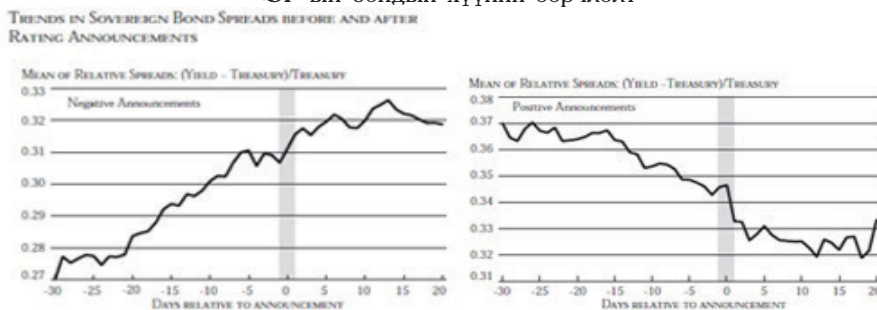 TRENDS IN SOVEREIGN BOND SPREADS BEFORE AND AFTER
RATING ANNOUNCEMENTS
MEAN OF RELATIVE SPREADS: (YIELD – TREASURY)/TREASURY
0.33
Negative Announcements
0.32
0.31
0.30
0.29
0.28
0.27
-30 -25 -20 -15 -10 -5 0 5 10 15 20
DAYS RELATIVE TO ANNOUNCEMENT
MEAN OF RELATIVE SPREADS: (YIELD – TREASURY)/TREASURY
0.38
Positive Announcements
0.37
0.36
0.35
0.34
0.33
0.32
0.31
-30 -25 -20 -15 -10 -5 0 5 10 15 20
DAYS RELATIVE TO ANNOUNCEMENT